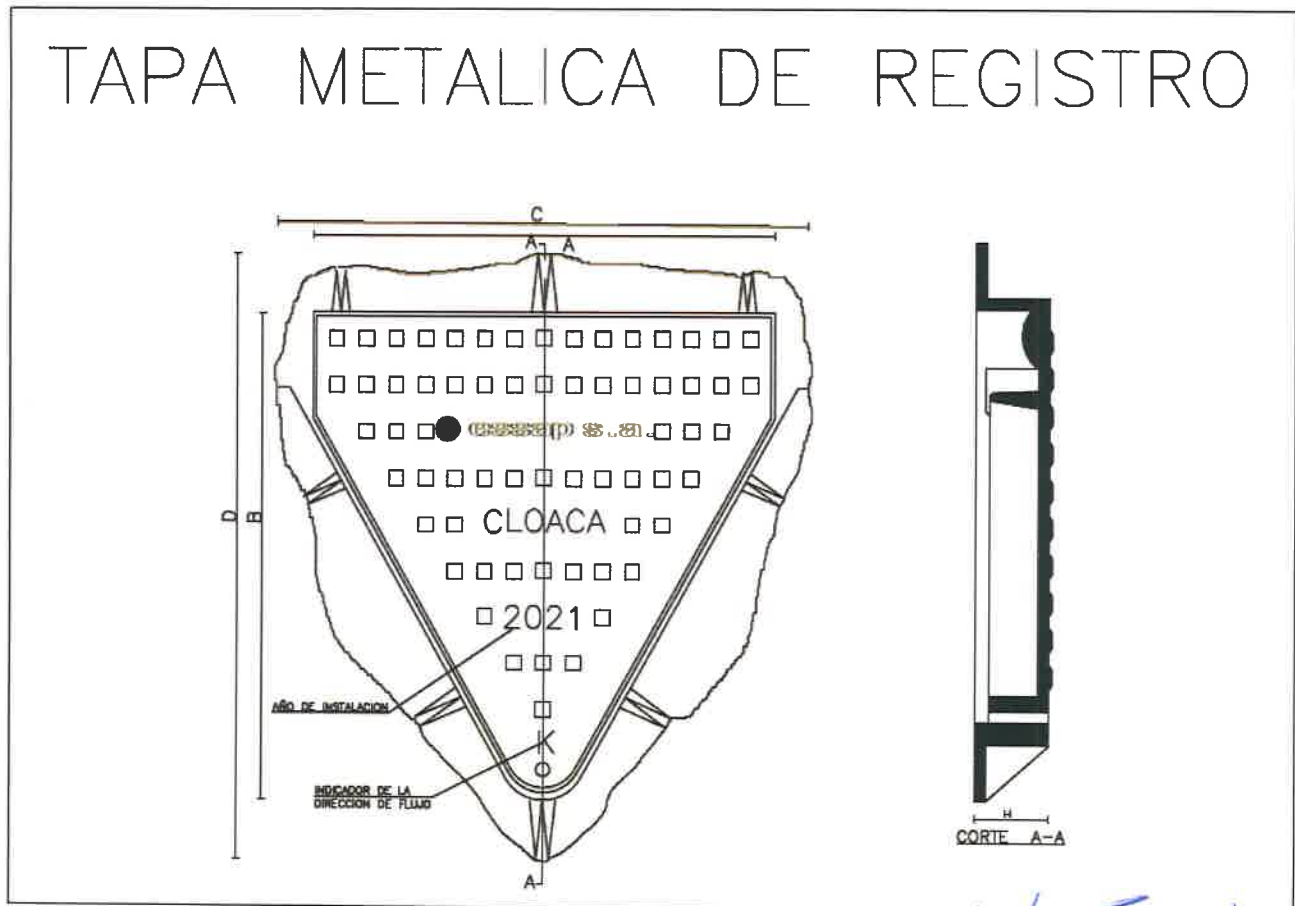 TAPA METALICA DE REGISTRO
C
A A
D B
essap s.a.
CLOACA
2021
AÑO DE INSTALACION
K
INDICADOR DE LA
DIRECCION DE FLUJO
A
H
CORTE A-A